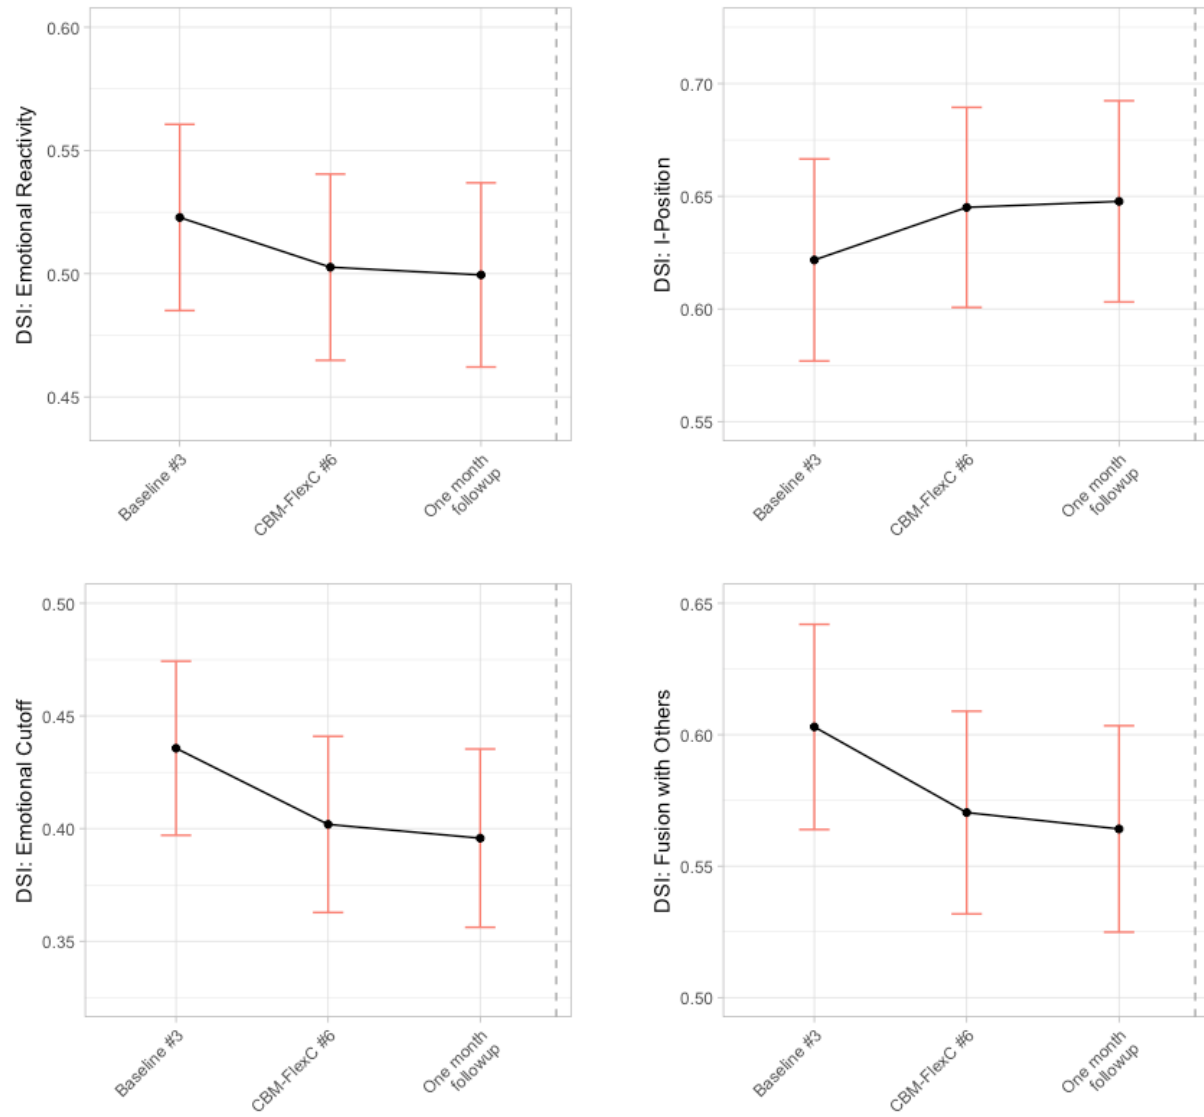 DSI: Emotional Reactivity
0.60
0.55
0.50
0.45
Baseline #3
CBM-FlexC #6
One month
followup
DSI: I-Position
0.70
0.65
0.60
0.55
Baseline #3
CBM-FlexC #6
One month
followup
DSI: Emotional Cutoff
0.50
0.45
0.40
0.35
Baseline #3
CBM-FlexC #6
One month
followup
DSI: Fusion with Others
0.65
0.60
0.55
0.50
Baseline #3
CBM-FlexC #6
One month
followup